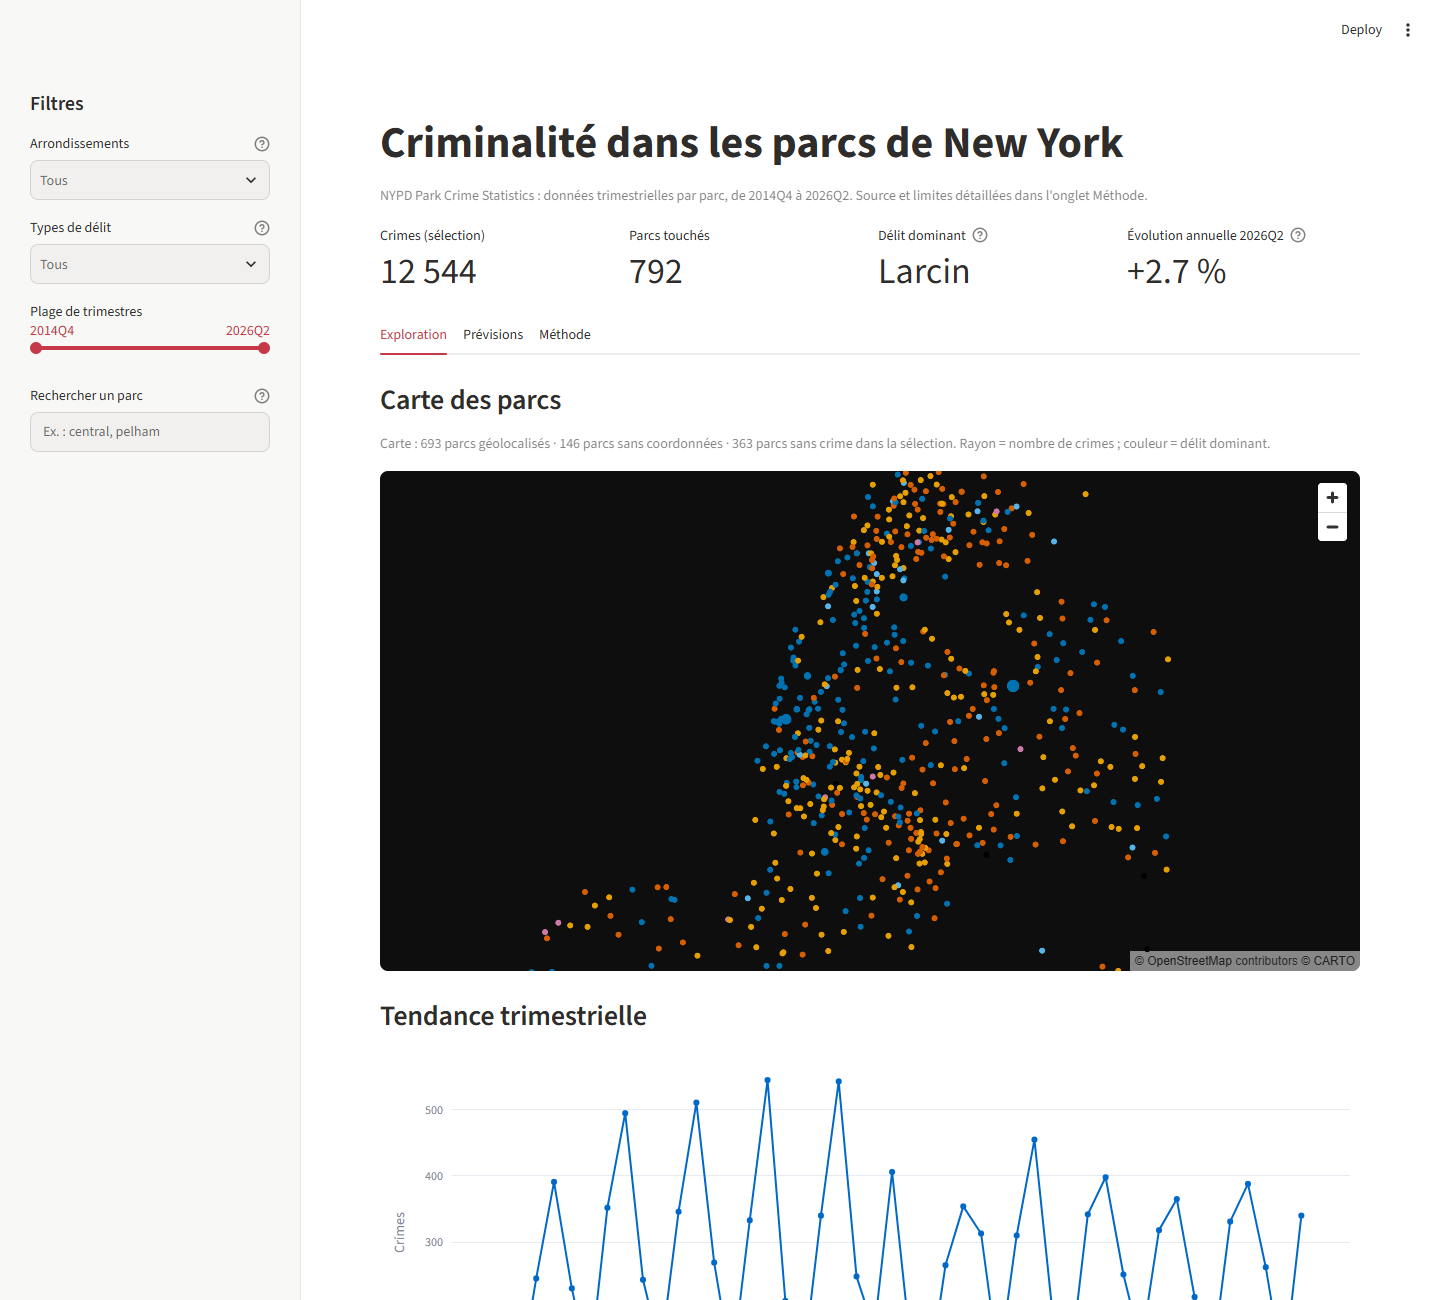 Deploy
Filtres
Arrondissements
Tous
Types de délit
Tous
Plage de trimestres
2014Q4 2026Q2
Rechercher un parc
Ex. : central, pelham
Criminalité dans les parcs de New York
NYPD Park Crime Statistics : données trimestrielles par parc, de 2014Q4 à 2026Q2. Source et limites détaillées dans l'onglet Méthode.
Crimes (sélection)
12 544
Parcs touchés
792
Délit dominant
Larcin
Évolution annuelle 2026Q2
+2.7 %
Exploration Prévisions Méthode
Carte des parcs
Carte : 693 parcs géolocalisés · 146 parcs sans coordonnées · 363 parcs sans crime dans la sélection. Rayon = nombre de crimes ; couleur = délit dominant.
© OpenStreetMap contributors © CARTO
Tendance trimestrielle
500
400
300
Crimes